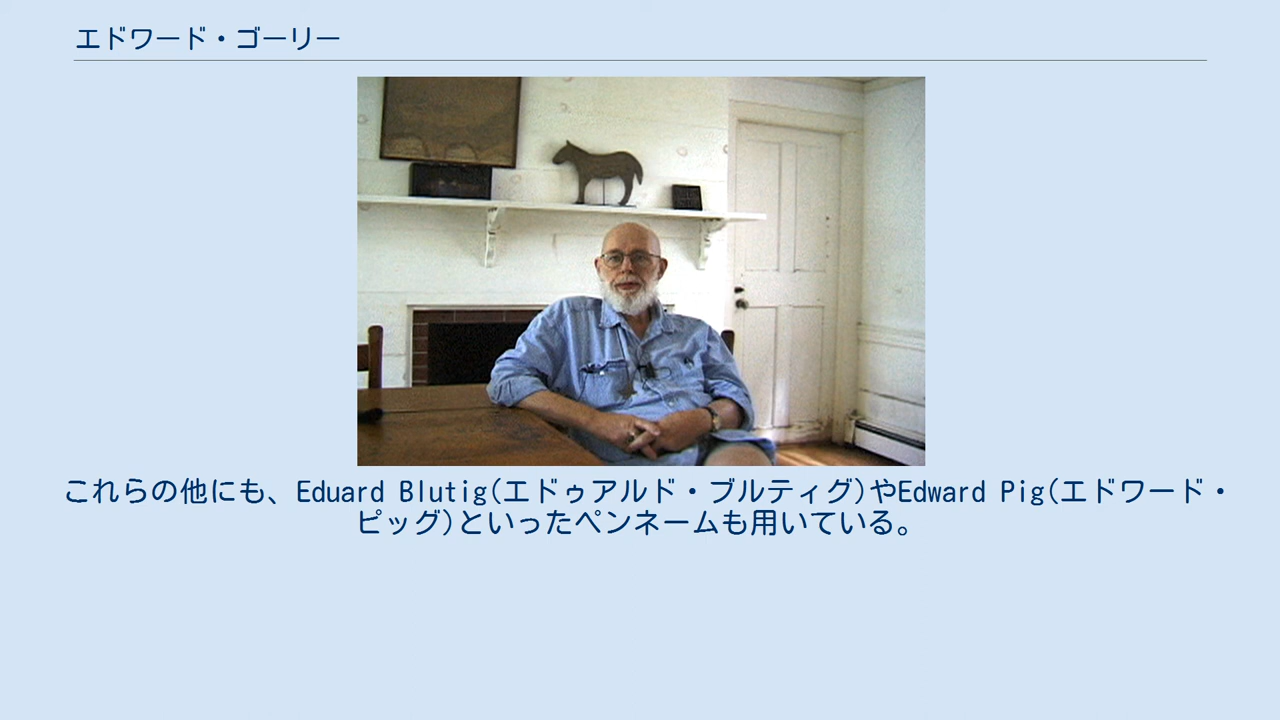 エドワード・ゴーリー
これらの他にも、Eduard Blutig(エドゥアルド・ブルティグ)やEdward Pig(エドワード・
ピッグ)といったペンネームも用いている。